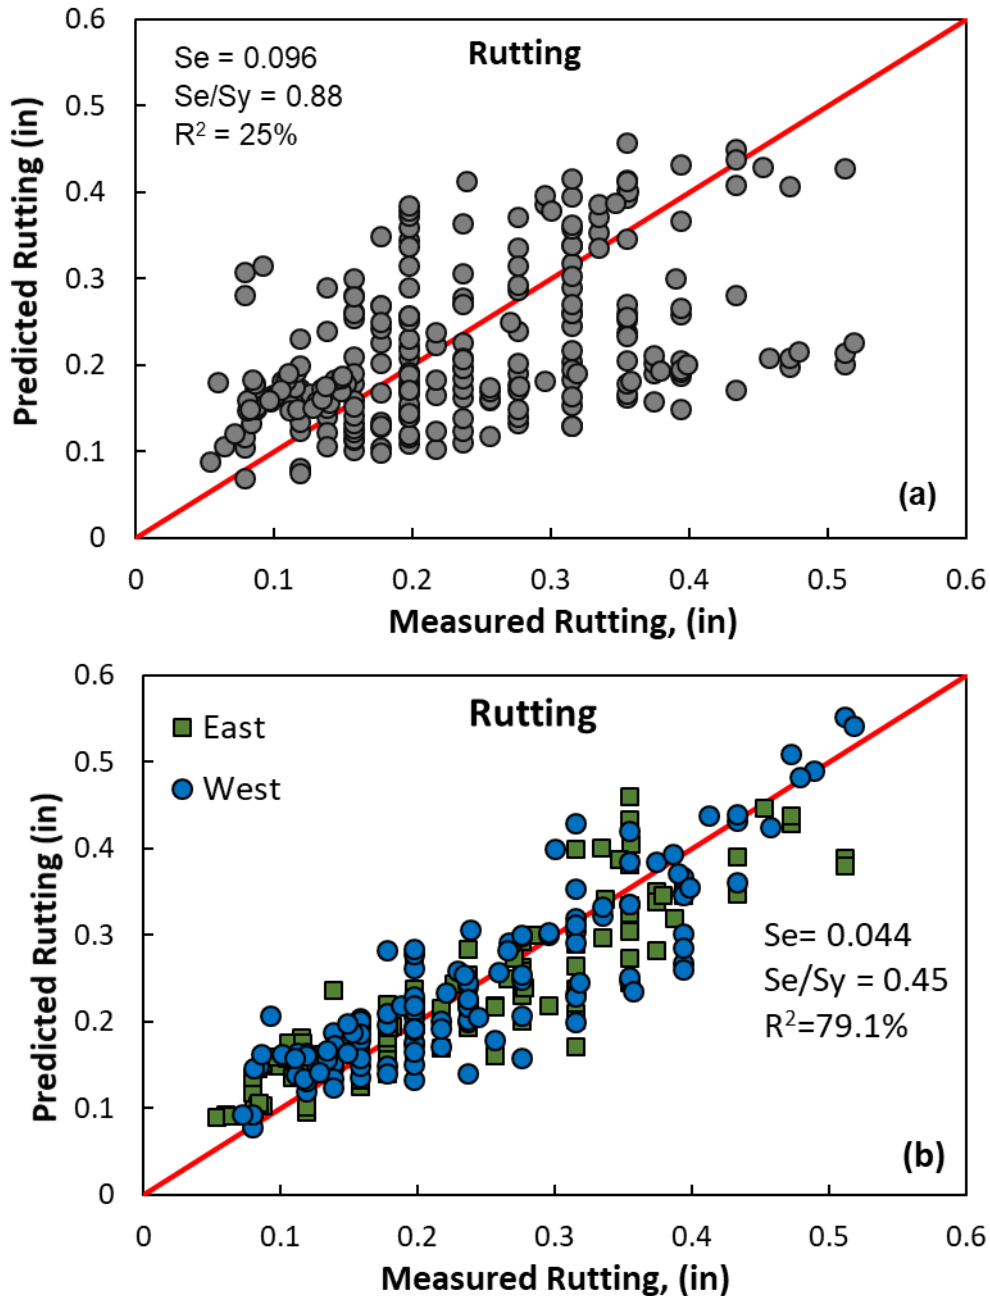 Rutting
Se = 0.096
Se/Sy = 0.88
R² = 25%
Predicted Rutting (in)
0.6
0.5
0.4
0.3
0.2
0.1
0
(a)
0 0.1 0.2 0.3 0.4 0.5 0.6
Measured Rutting, (in)
Rutting
East
West
Predicted Rutting (in)
0.6
0.5
0.4
0.3
0.2
0.1
0
Se= 0.044
Se/Sy = 0.45
R²=79.1%
(b)
0 0.1 0.2 0.3 0.4 0.5 0.6
Measured Rutting, (in)